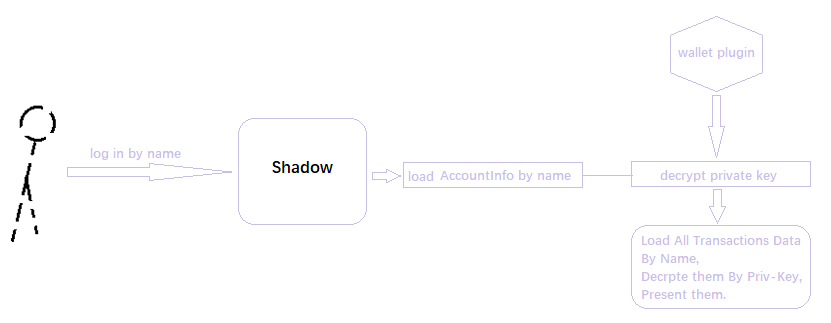 wallet plugin
log in by name
Shadow
load AccountInfo by name
decrypt private key
Load All Transactions Data
By Name,
Decrpte them By Priv-Key,
Present them.